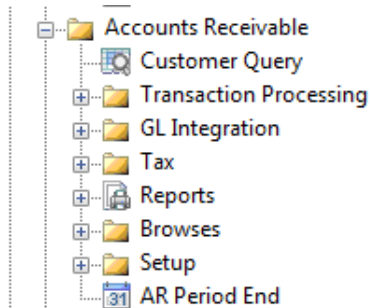 Accounts Receivable
Customer Query
Transaction Processing
GL Integration
Tax
Reports
Browses
Setup
31 AR Period End